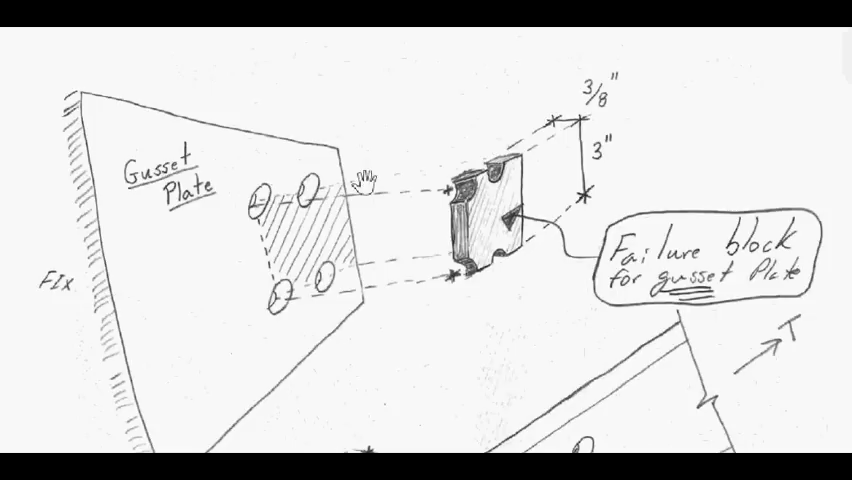 3/8"
3"
Gusset
Plate
FIX
Failure block
for gusset Plate
T